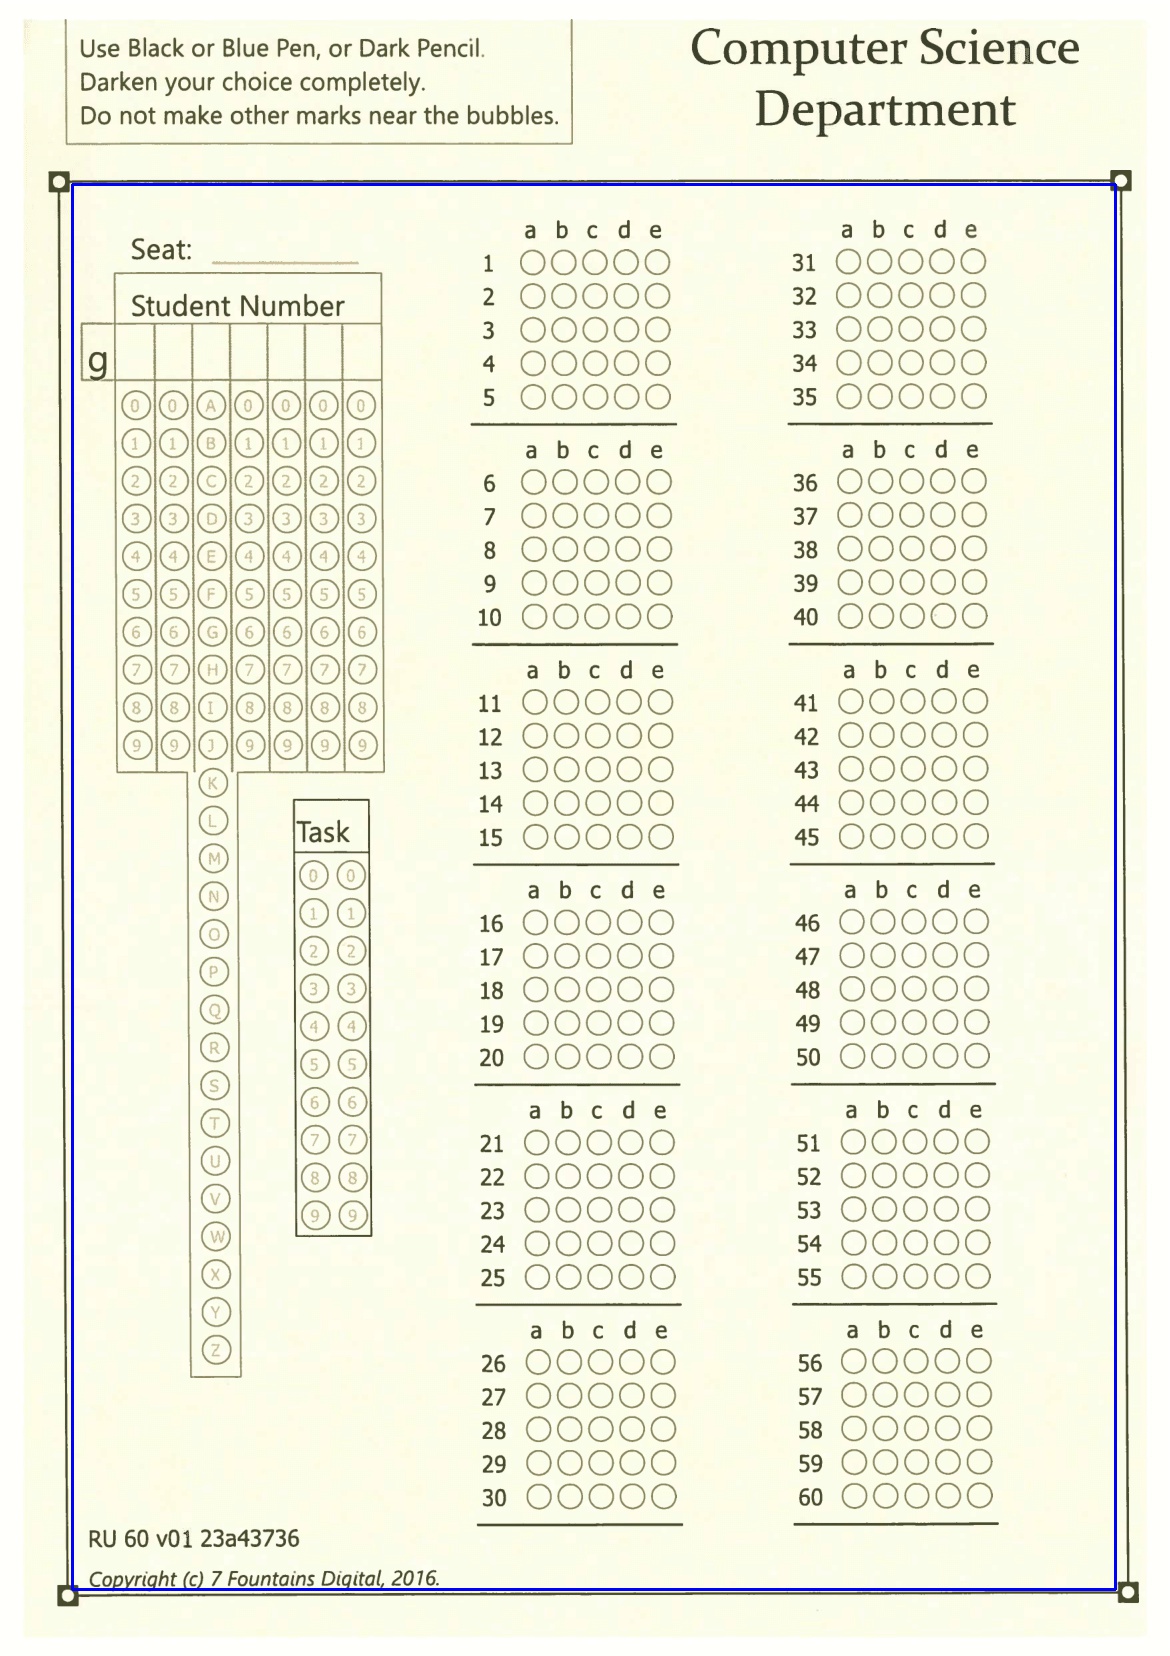 Use Black or Blue Pen, or Dark Pencil.
Darken your choice completely.
Do not make other marks near the bubbles.
Computer Science
Department
Seat:
Student Number
g
0 0 A 0 0 0 0
1 1 B 1 1 1 1
2 2 C 2 2 2 2
3 3 D 3 3 3 3
4 4 E 4 4 4 4
5 5 F 5 5 5 5
6 6 G 6 6 6 6
7 7 H 7 7 7 7
8 8 I 8 8 8 8
9 9 J 9 9 9 9
K
L
M
N
O
P
Q
R
S
T
U
V
W
X
Y
Z
Task
0 0
1 1
2 2
3 3
4 4
5 5
6 6
7 7
8 8
9 9
a b c d e
1
2
3
4
5
a b c d e
6
7
8
9
10
a b c d e
11
12
13
14
15
a b c d e
16
17
18
19
20
a b c d e
21
22
23
24
25
a b c d e
26
27
28
29
30
a b c d e
31
32
33
34
35
a b c d e
36
37
38
39
40
a b c d e
41
42
43
44
45
a b c d e
46
47
48
49
50
a b c d e
51
52
53
54
55
a b c d e
56
57
58
59
60
RU 60 v01 23a43736
Copyright (c) 7 Fountains Digital, 2016.